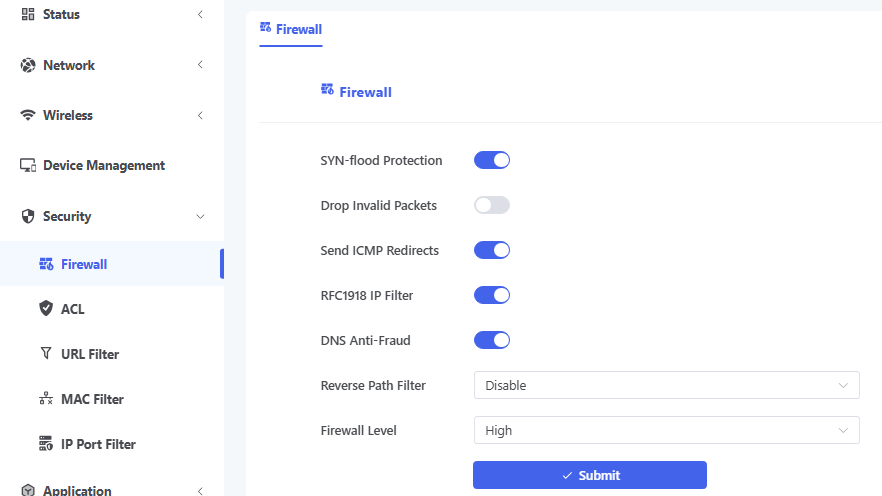 Status
Network
Wireless
Device Management
Security
Firewall
ACL
URL Filter
MAC Filter
IP Port Filter
Application
Firewall
Firewall
SYN-flood Protection
Drop Invalid Packets
Send ICMP Redirects
RFC1918 IP Filter
DNS Anti-Fraud
Reverse Path Filter Disable
Firewall Level High
Submit